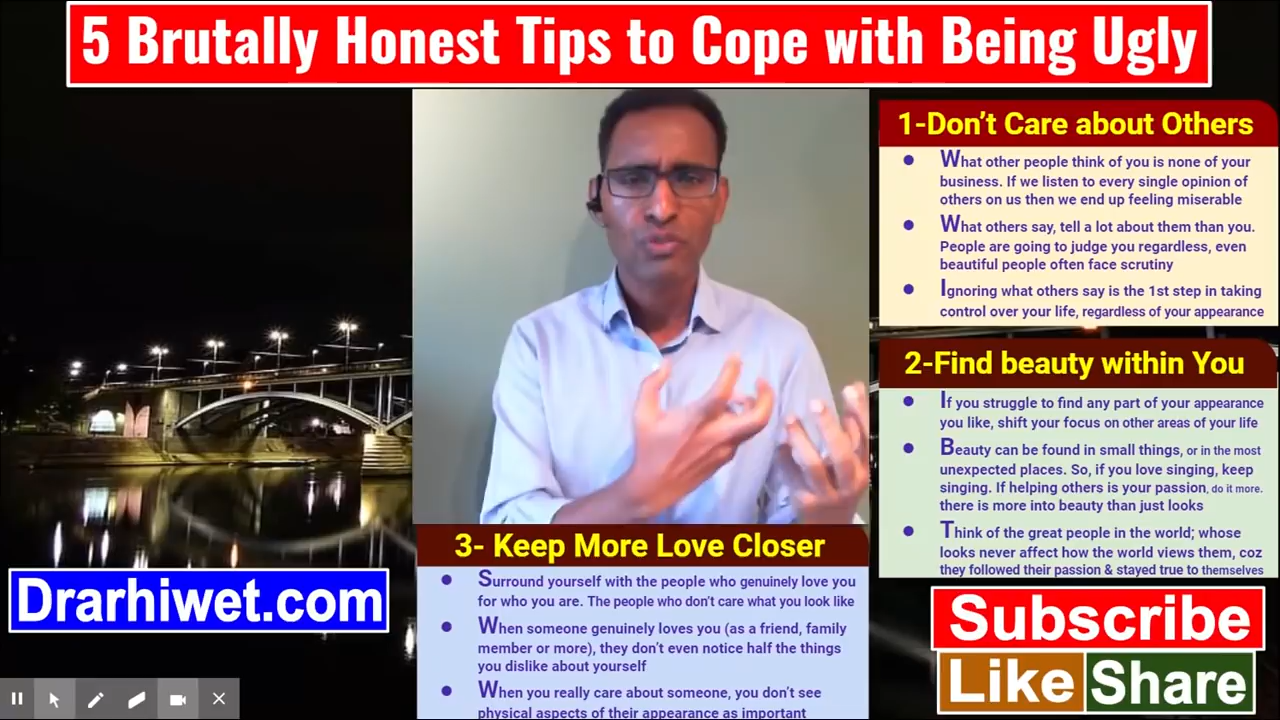 5 Brutally Honest Tips to Cope with Being Ugly
1-Don't Care about Others
What other people think of you is none of your
business. If we listen to every single opinion of
others on us then we end up feeling miserable
What others say, tell a lot about them than you.
People are going to judge you regardless, even
beautiful people often face scrutiny
Ignoring what others say is the 1st step in taking
control over your life, regardless of your appearance
2-Find beauty within You
If you struggle to find any part of your appearance
you like, shift your focus on other areas of your life
Beauty can be found in small things, or in the most
unexpected places. So, if you love singing, keep
singing. If helping others is your passion, do it more.
there is more into beauty than just looks
Think of the great people in the world; whose
looks never affect how the world views them, coz
they followed their passion & stayed true to themselves
3- Keep More Love Closer
Surround yourself with the people who genuinely love you
for who you are. The people who don't care what you look like
When someone genuinely loves you (as a friend, family
member or more), they don't even notice half the things
you dislike about yourself
When you really care about someone, you don't see
physical aspects of their appearance as important
Drarhiwet.com
Subscribe
Like Share